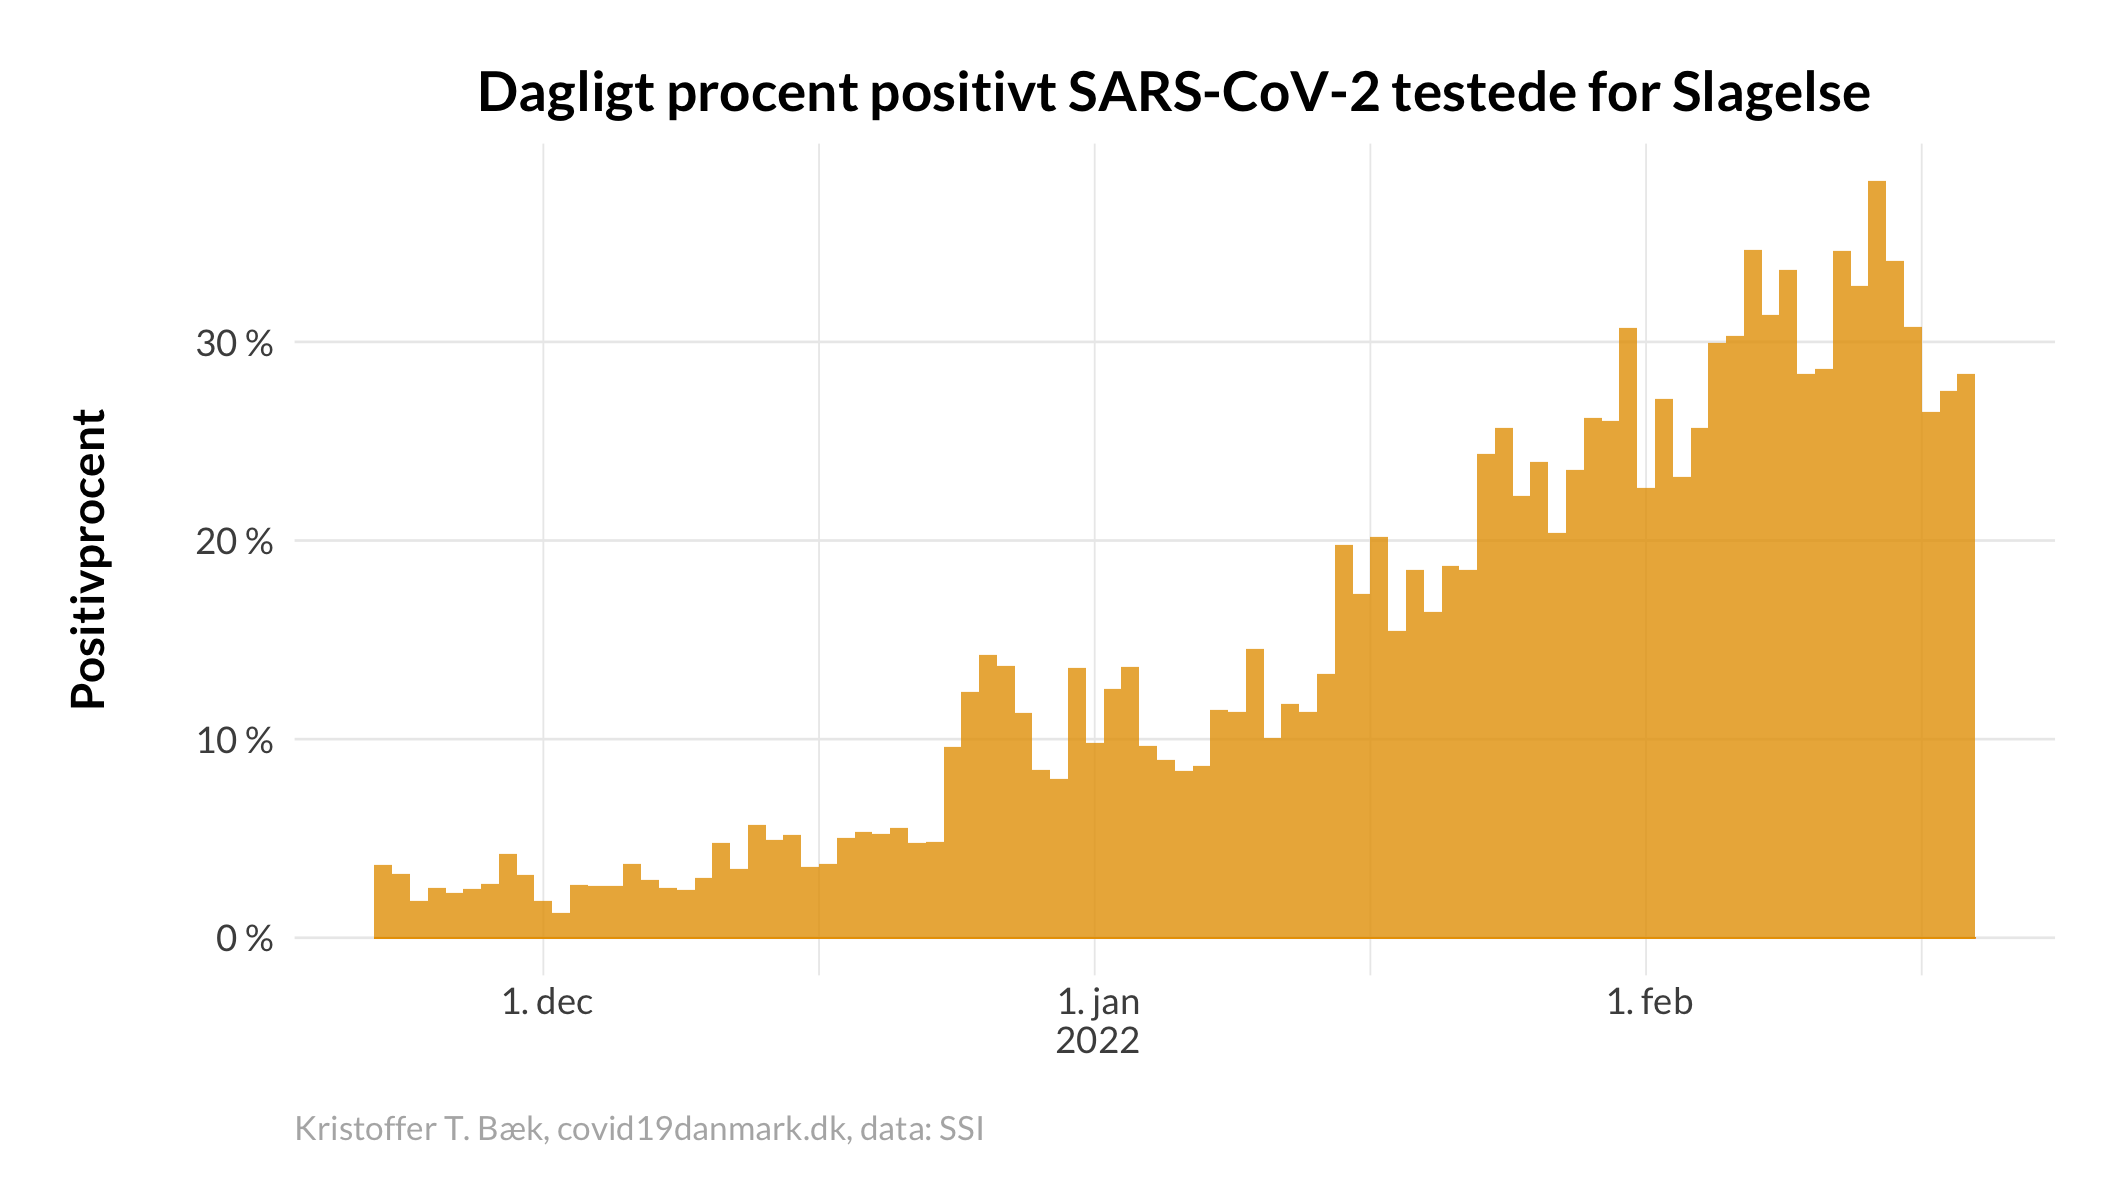 Dagligt procent positivt SARS-CoV-2 testede for Slagelse
Positivprocent
30 %
20 %
10 %
0 %
1. dec
1. jan
2022
1. feb
Kristoffer T. Bæk, covid19danmark.dk, data: SSI